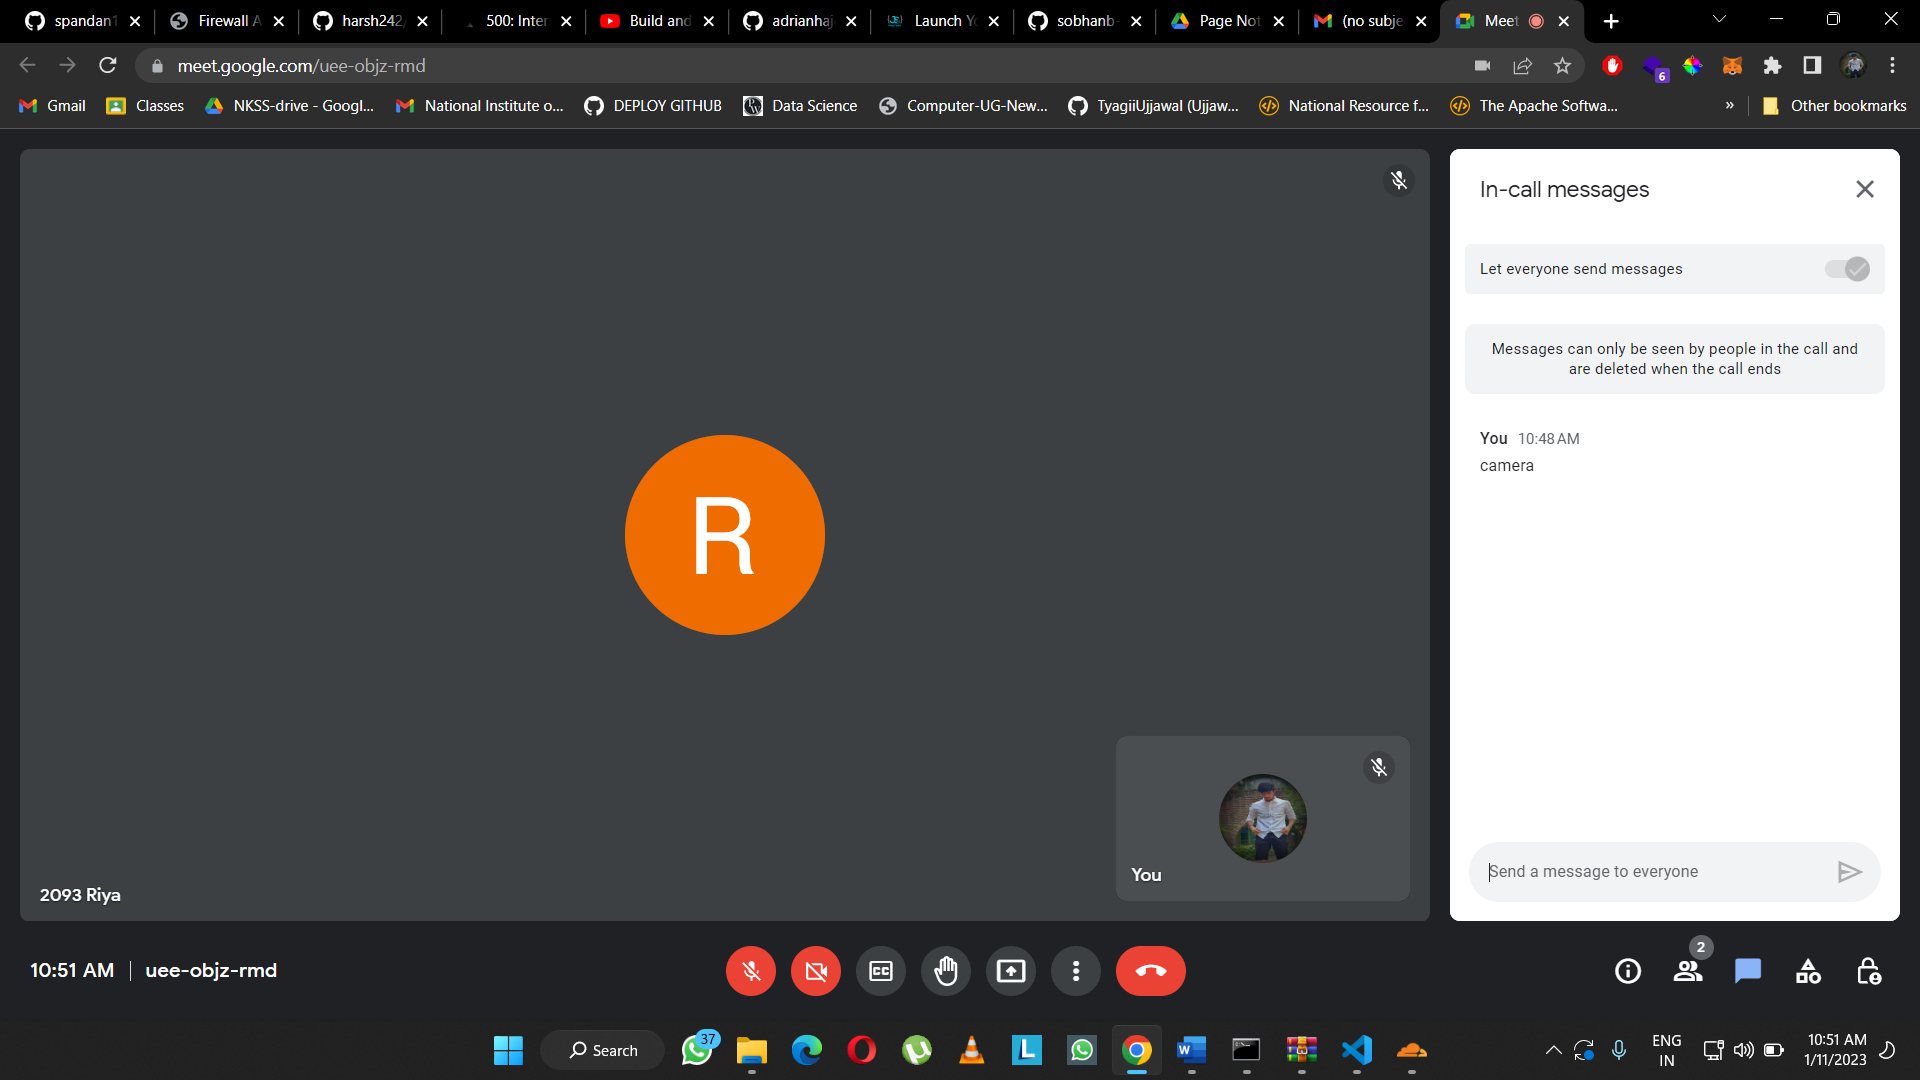 spandan1
Firewall A
harsh242
500: Inter
Build and
adrianhaj
Launch Yo
sobhanb
Page Not
(no subje
Meet
meet.google.com/uee-objz-rmd
6
Gmail
Classes
NKSS-drive - Googl...
National Institute o...
DEPLOY GITHUB
Data Science
Computer-UG-New...
TyagiiUjjawal (Ujjaw...
National Resource f...
The Apache Softwa...
»
Other bookmarks
In-call messages
Let everyone send messages
Messages can only be seen by people in the call and
are deleted when the call ends
You 10:48 AM
camera
R
You
2093 Riya
Send a message to everyone
10:51 AM | uee-objz-rmd
CC
2
Search
37
L
W
ENG
IN
10:51 AM
1/11/2023